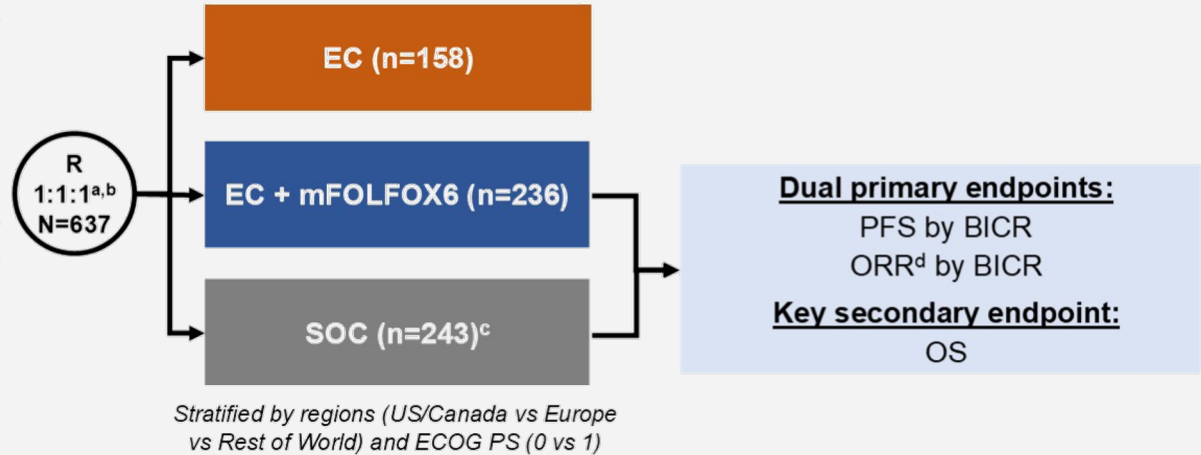 EC (n=158)
R
1:1:1a,b
N=637
EC + mFOLFOX6 (n=236)
SOC (n=243)c
Stratified by regions (US/Canada vs Europe
vs Rest of World) and ECOG PS (0 vs 1)
Dual primary endpoints:
PFS by BICR
ORRd by BICR
Key secondary endpoint:
OS